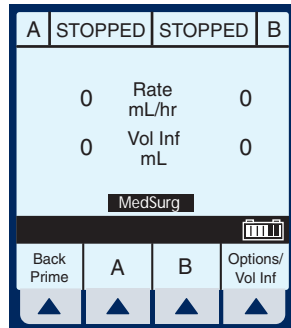 A STOPPED STOPPED B
0 Rate mL/hr 0
0 Vol Inf mL 0
MedSurg
Back Prime A B Options/ Vol Inf